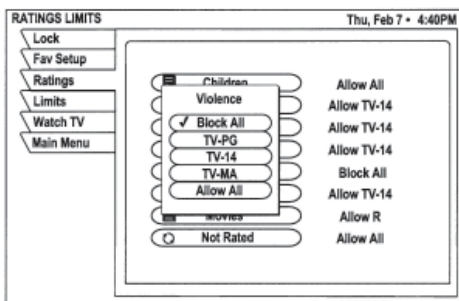 RATINGS LIMITS Thu, Feb 7 • 4:40PM
Lock
Fav Setup
Ratings
Limits
Watch TV
Main Menu
Children Allow All
Violence
Allow TV-14
✓ Block All
Allow TV-14
TV-PG
TV-14
Allow TV-14
TV-MA
Block All
Allow All
Allow TV-14
Movies Allow R
Not Rated Allow All